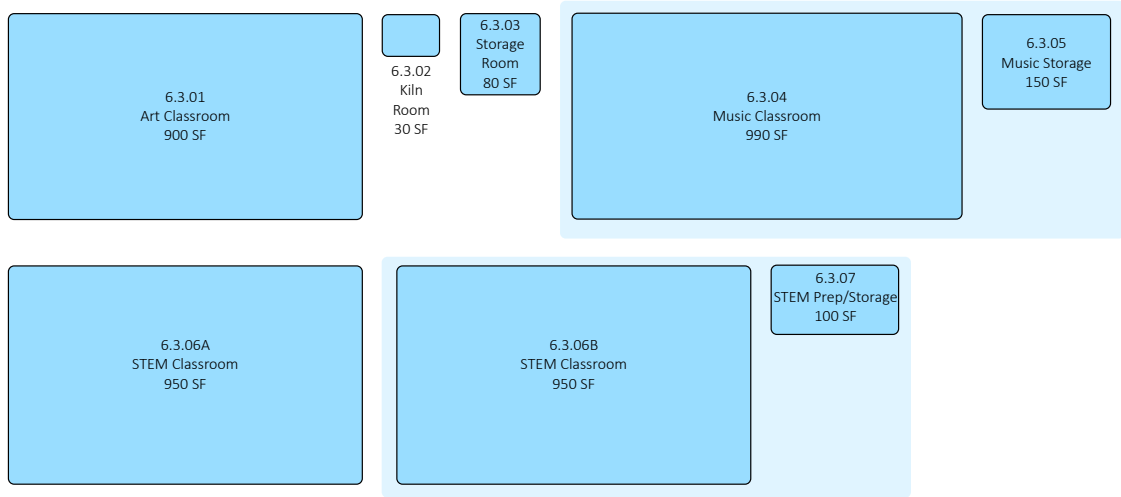 6.3.01
Art Classroom
900 SF
6.3.02
Kiln
Room
30 SF
6.3.03
Storage
Room
80 SF
6.3.04
Music Classroom
990 SF
6.3.05
Music Storage
150 SF
6.3.06A
STEM Classroom
950 SF
6.3.06B
STEM Classroom
950 SF
6.3.07
STEM Prep/Storage
100 SF